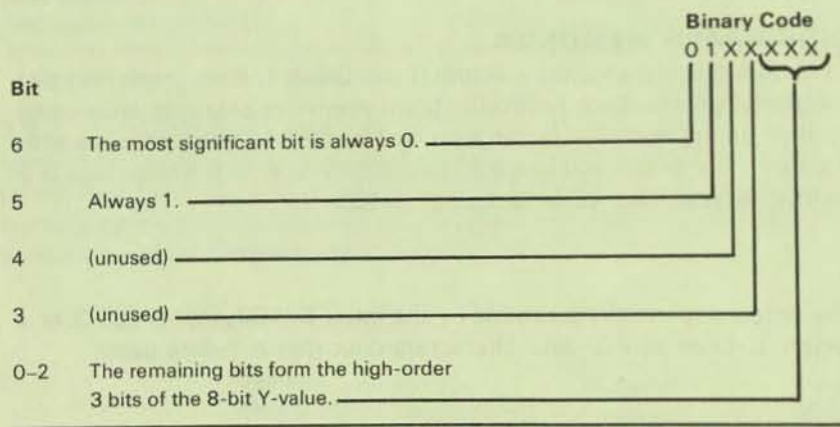 Binary Code
0 1 X X X X X
Bit
6 The most significant bit is always 0.
5 Always 1.
4 (unused)
3 (unused)
0–2 The remaining bits form the high-order
3 bits of the 8-bit Y-value.